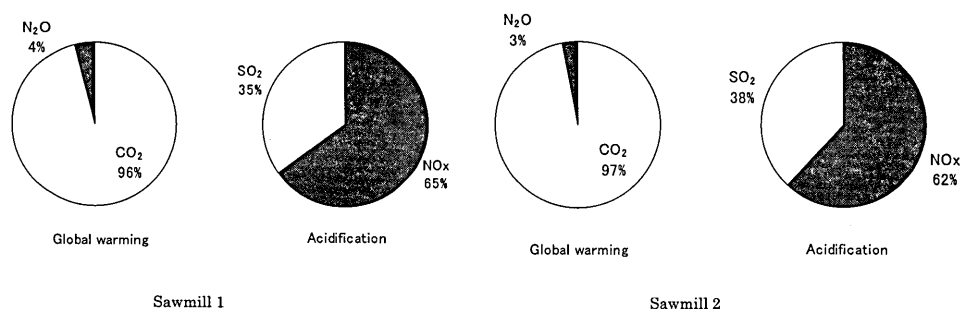 N₂O
4%
CO₂
96%
Global warming
SO₂
35%
NOx
65%
Acidification
Sawmill 1
N₂O
3%
CO₂
97%
Global warming
SO₂
38%
NOx
62%
Acidification
Sawmill 2